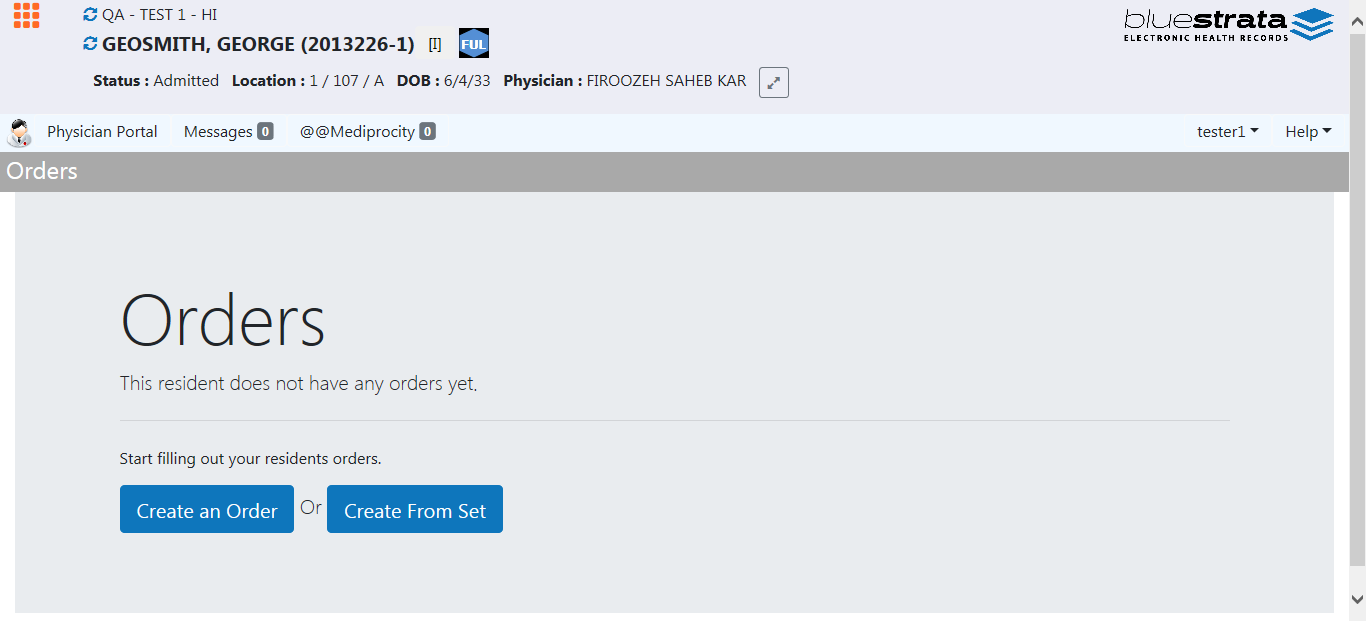 QA - TEST 1 - HI
bluestrata
ELECTRONIC HEALTH RECORDS
GEOSMITH, GEORGE (2013226-1) [I] FUL
Status : Admitted Location : 1 / 107 / A DOB : 6/4/33 Physician : FIROOZEH SAHEB KAR
Physician Portal Messages 0 @@Mediprocity 0 tester1 Help
Orders
Orders
This resident does not have any orders yet.
Start filling out your residents orders.
Create an Order Or Create From Set